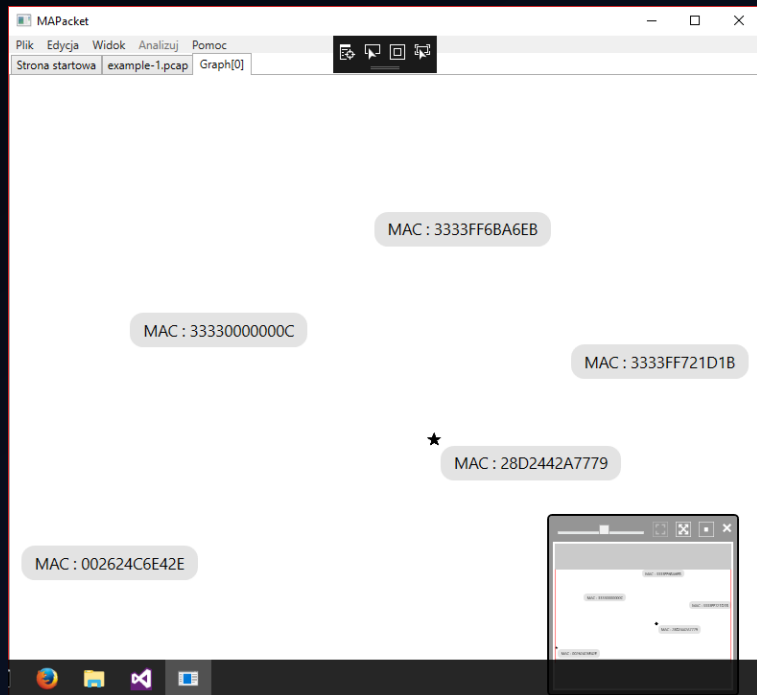 MAPacket
Plik Edycja Widok Analizuj Pomoc
Strona startowa example-1.pcap Graph[0]
MAC : 3333FF6BA6EB
MAC : 33330000000C
MAC : 3333FF721D1B
MAC : 28D2442A7779
MAC : 002624C6E42E